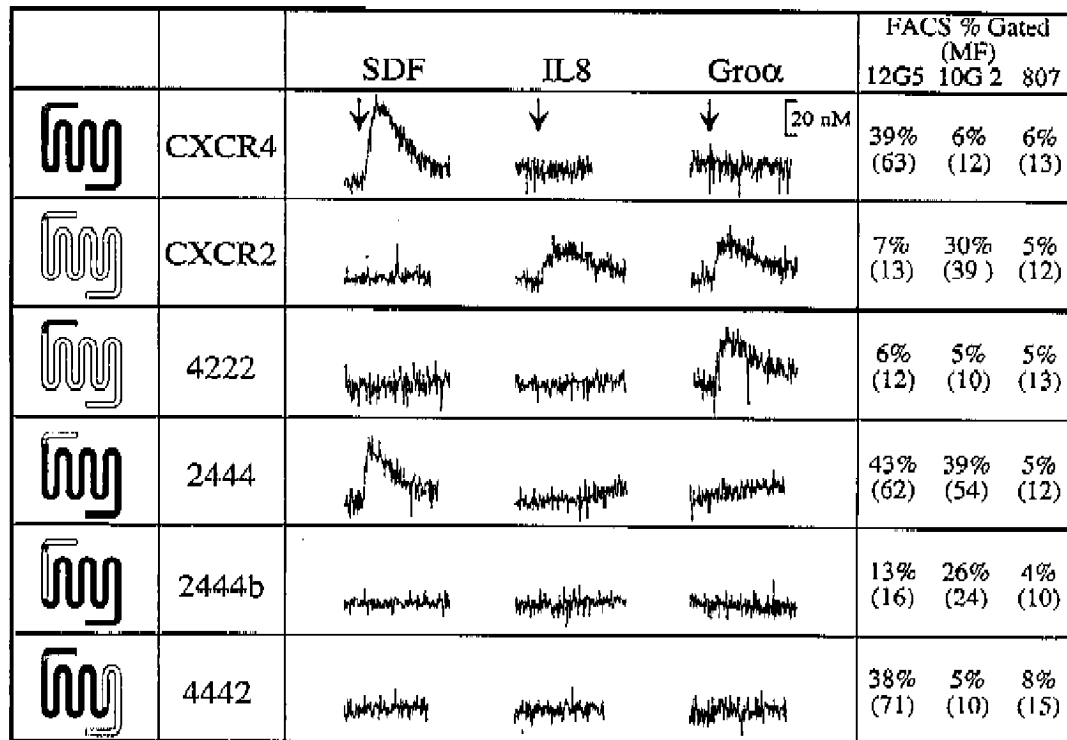 FACS % Gated
(MF)
SDF IL8 Groα 12G5 10G 2 807
CXCR4 20 nM 39% 6% 6%
(63) (12) (13)
CXCR2 7% 30% 5%
(13) (39 ) (12)
4222 6% 5% 5%
(12) (10) (13)
2444 43% 39% 5%
(62) (54) (12)
2444b 13% 26% 4%
(16) (24) (10)
4442 38% 5% 8%
(71) (10) (15)